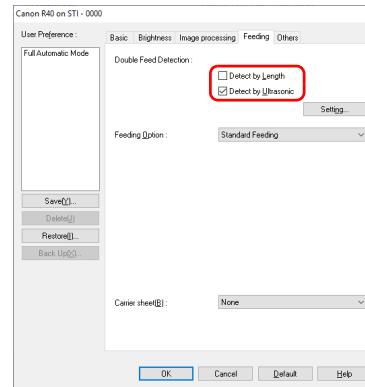 Canon R40 on STI - 0000
User Preference :
Full Automatic Mode
Save(Y)...
Delete(J)
Restore(I)...
Back Up(X)...
Basic Brightness Image processing Feeding Others
Double Feed Detection :
Detect by Length
Detect by Ultrasonic
Setting...
Feeding Option : Standard Feeding
Carrier sheet(B) : None
OK Cancel Default Help